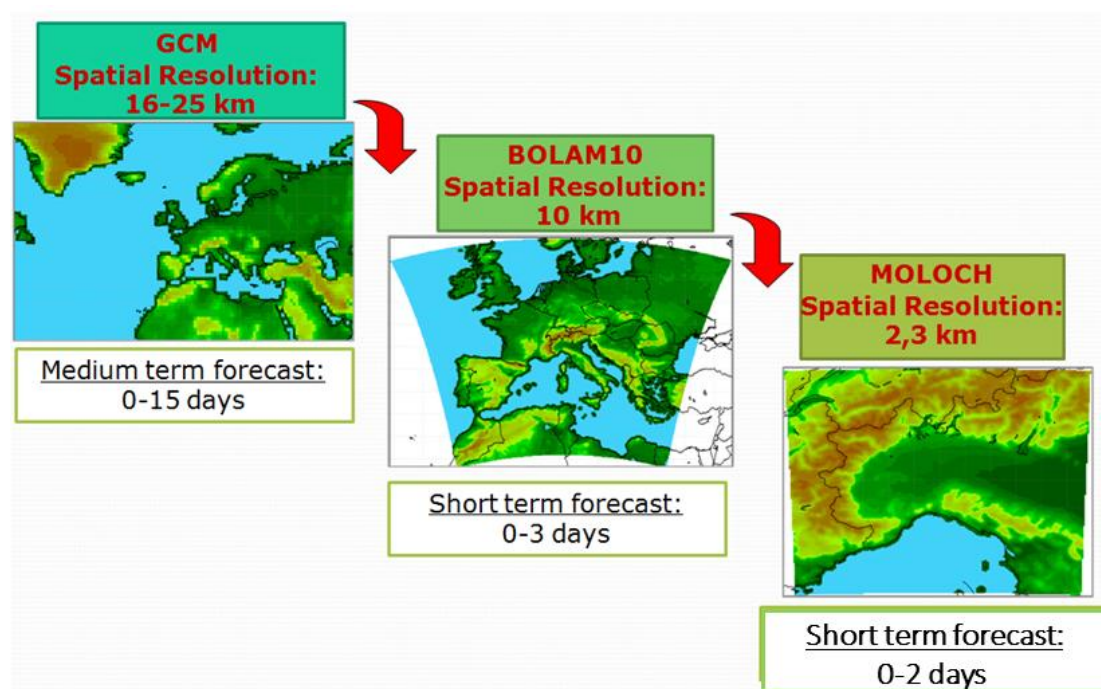 GCM
Spatial Resolution:
16-25 km
Medium term forecast:
0-15 days
BOLAM10
Spatial Resolution:
10 km
Short term forecast:
0-3 days
MOLOCH
Spatial Resolution:
2,3 km
Short term forecast:
0-2 days